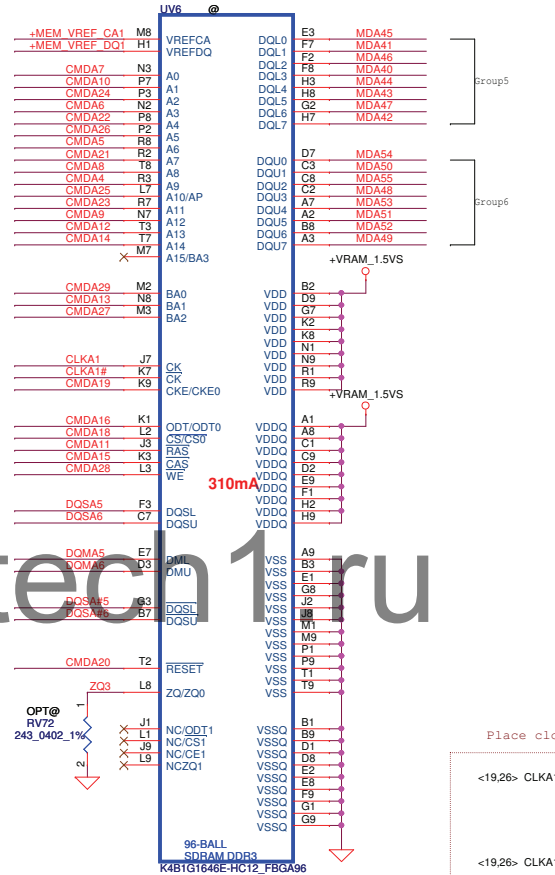 UV6 @
+MEM_VREF_CA1 M8 VREFCA DQL0 E3 MDA45
+MEM_VREF_DQ1 H1 VREFDQ DQL1 F7 MDA41
DQL2 F2 MDA46
CMDA7 N3 A0 DQL3 F8 MDA40
CMDA10 P7 A1 DQL4 H3 MDA44 Group5
CMDA24 P3 A2 DQL5 H8 MDA43
CMDA6 N2 A3 DQL6 G2 MDA47
CMDA22 P8 A4 DQL7 H7 MDA42
CMDA26 P2 A5
CMDA5 R8 A6
CMDA21 R2 A7 DQU0 D7 MDA54
CMDA8 T8 A8 DQU1 C3 MDA50
CMDA4 R3 A9 DQU2 C8 MDA55
CMDA25 L7 A10/AP DQU3 C2 MDA48
CMDA23 R7 A11 DQU4 A7 MDA53 Group6
CMDA9 N7 A12 DQU5 A2 MDA51
CMDA12 T3 A13 DQU6 B8 MDA52
CMDA14 T7 A14 DQU7 A3 MDA49
M7 A15/BA3
+VRAM_1.5VS
CMDA29 M2 BA0 VDD B2
CMDA13 N8 BA1 VDD D9
CMDA27 M3 BA2 VDD G7
VDD K2
VDD K8
VDD N1
CLKA1 J7 CK VDD N9
CLKA1# K7 CK VDD R1
CMDA19 K9 CKE/CKE0 VDD R9
+VRAM_1.5VS
CMDA16 K1 ODT/ODT0 VDDQ A1
CMDA18 L2 CS/CS0 VDDQ A8
CMDA11 J3 RAS VDDQ C1
CMDA15 K3 CAS VDDQ C9
CMDA28 L3 WE VDDQ D2
310mA VDDQ E9
VDDQ F1
DQSA5 F3 DQSL VDDQ H2
DQSA6 C7 DQSU VDDQ H9
DQMA5 E7 DML VSS A9
DQMA6 D3 DMU VSS B3
VSS E1
VSS G8
DQSA#5 G3 DQSL VSS J2
DQSA#6 B7 DQSU VSS J8
VSS M1
VSS M9
VSS P1
CMDA20 T2 RESET VSS P9
VSS T1
ZQ3 L8 ZQ/ZQ0 VSS T9
tech1.ru
OPT@
RV72
243_0402_1%
1
2
J1 NC/ODT1 VSSQ B1
L1 NC/CS1 VSSQ B9
J9 NC/CE1 VSSQ D1
L9 NCZQ1 VSSQ D8
VSSQ E2
VSSQ E8
VSSQ F9
VSSQ G1
VSSQ G9
96-BALL
SDRAM DDR3
K4B1G1646E-HC12_FBGA96
Place clo
<19,26> CLKA1
<19,26> CLKA1